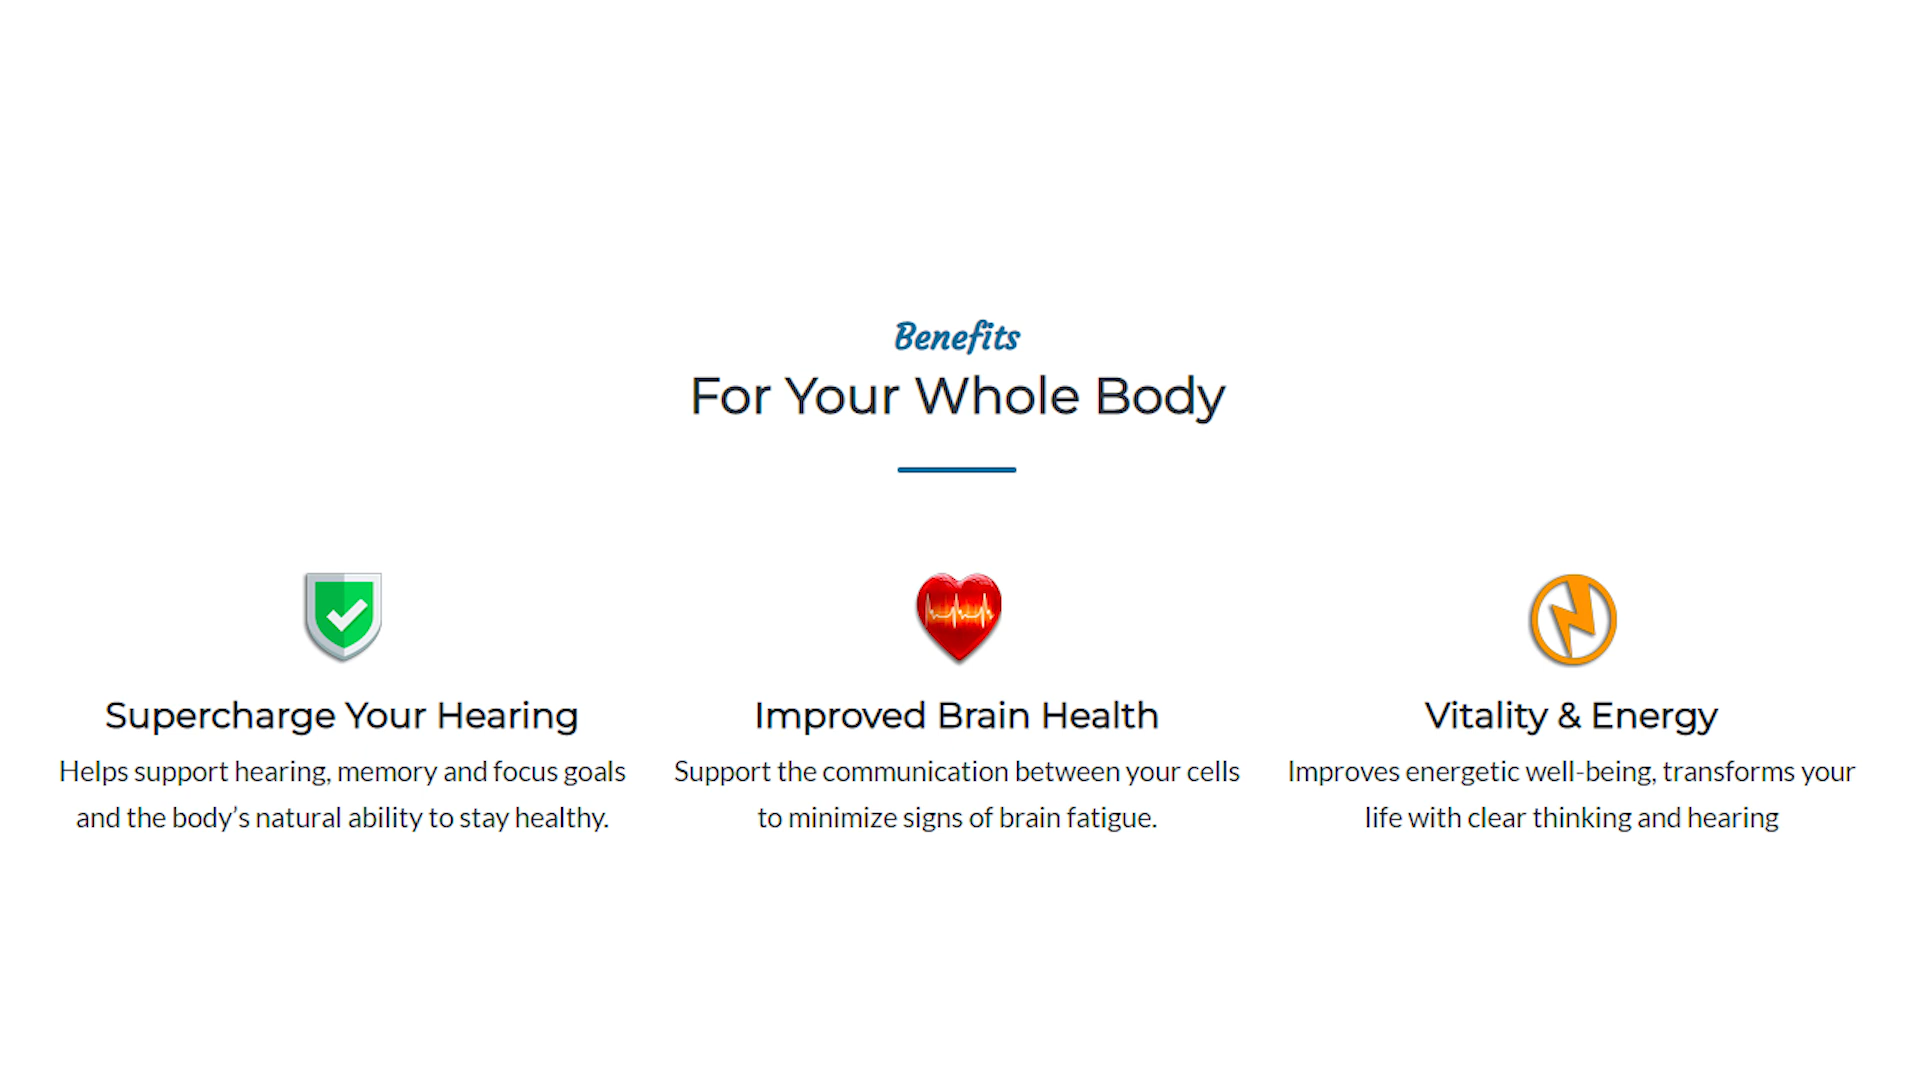 Benefits
For Your Whole Body
Supercharge Your Hearing
Helps support hearing, memory and focus goals
and the body’s natural ability to stay healthy.
Improved Brain Health
Support the communication between your cells
to minimize signs of brain fatigue.
Vitality & Energy
Improves energetic well-being, transforms your
life with clear thinking and hearing